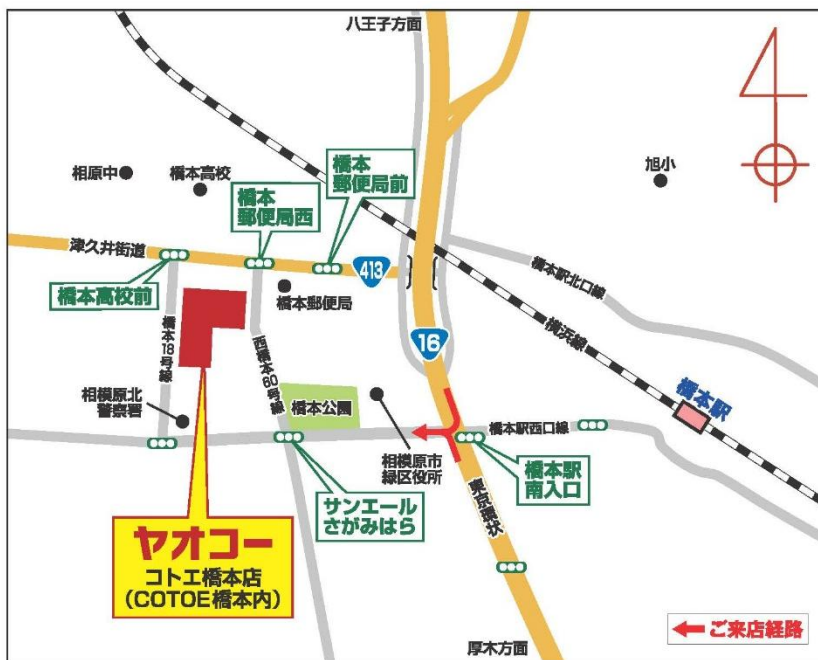 八王子方面
相原中
橋本高校
橋本
郵便局西
橋本
郵便局前
旭小
津久井街道
413
橋本高校前
橋本郵便局
橋本駅北口線
橋本18号線
西橋本60号線
16
横浜線
橋本駅
相模原北
警察署
橋本公園
相模原市
緑区役所
橋本駅西口線
橋本駅
南入口
サンエール
さがみはら
東京環状
ヤオコー
コトエ橋本店
(COTOE橋本内)
厚木方面
ご来店経路